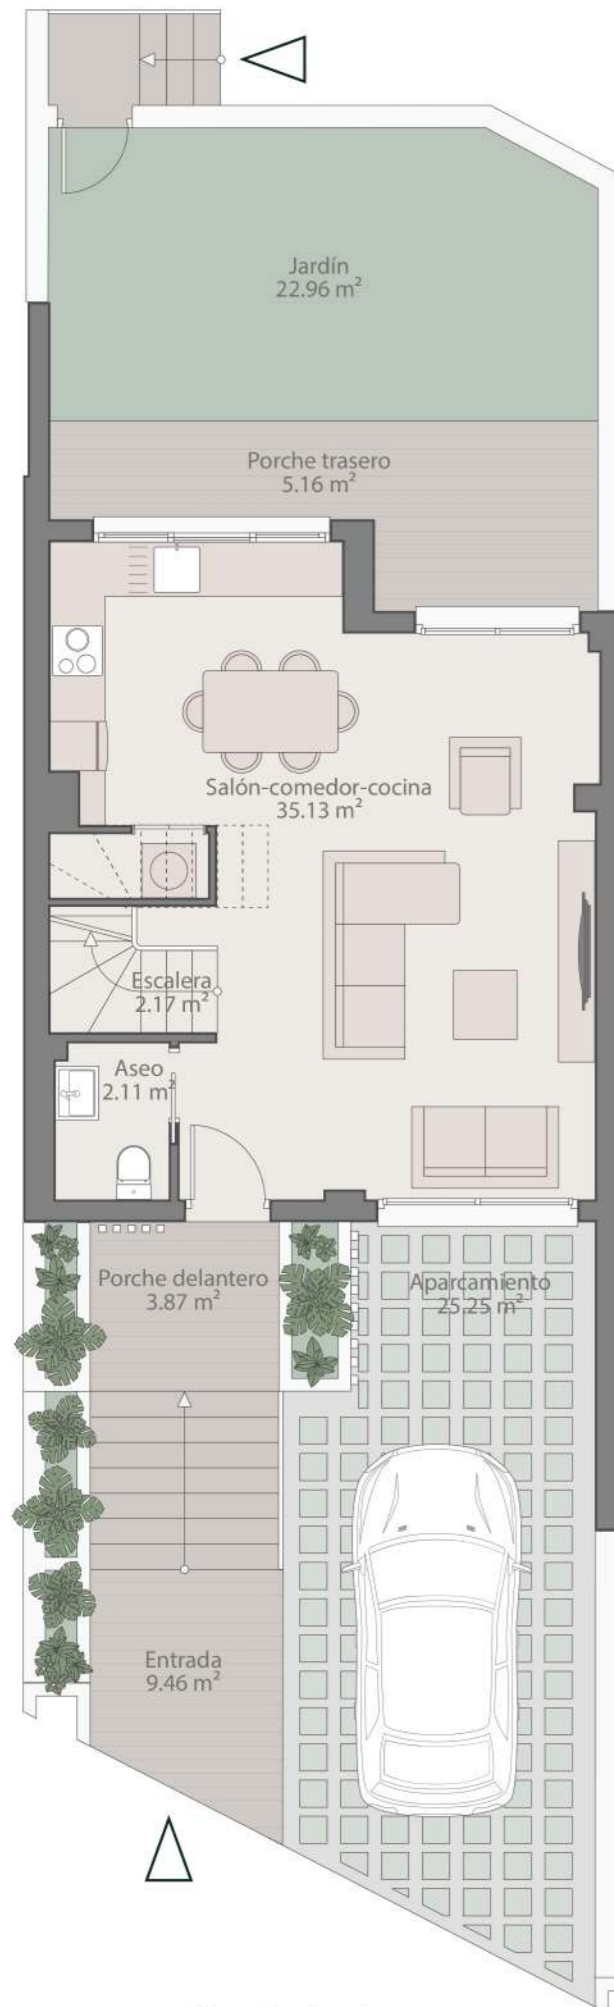 Jardín
22.96 m²
Porche trasero
5.16 m²
Salón-comedor-cocina
35.13 m²
Escalera
2.17 m²
Aseo
2.11 m²
Porche delantero
3.87 m²
Aparcamiento
25.25 m²
Entrada
9.46 m²